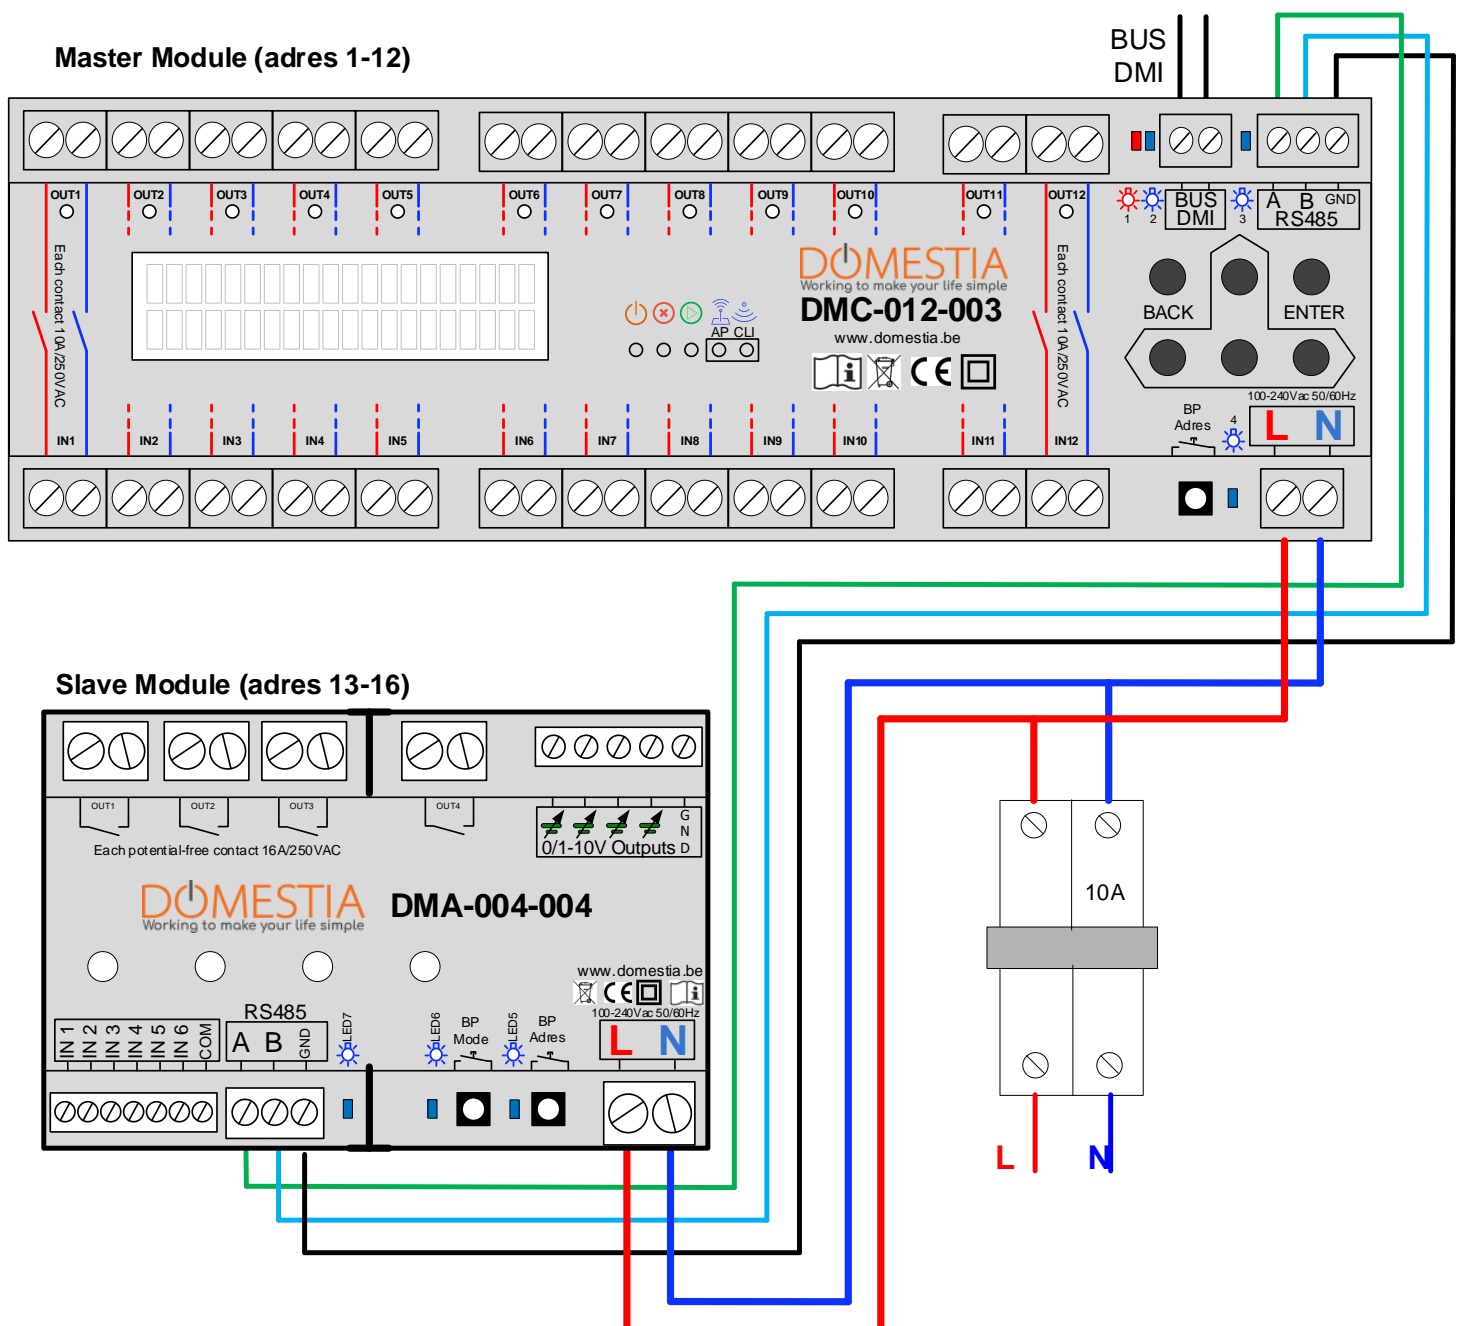 BUS
DMI
Master Module (adres 1-12)
OUT1 OUT2 OUT3 OUT4 OUT5 OUT6 OUT7 OUT8 OUT9 OUT10 OUT11 OUT12
1 2 BUS DMI 3 A B GND
RS485
Each contact 10A/250VAC
DOMESTIA
Working to make your life simple
DMC-012-003
www.domestia.be
AP CLI
i
CE
Each contact 10A/250VAC
BACK ENTER
100-240Vac 50/60Hz
BP
Adres
4
L N
IN1 IN2 IN3 IN4 IN5 IN6 IN7 IN8 IN9 IN10 IN11 IN12
Slave Module (adres 13-16)
OUT1 OUT2 OUT3 OUT4
Each potential-free contact 16A/250VAC
GND
0/1-10V Outputs
DOMESTIA
Working to make your life simple
DMA-004-004
www.domestia.be
CE
i
100-240Vac 50/60Hz
L N
IN 1
IN 2
IN 3
IN 4
IN 5
IN 6
COM
RS485
A B GND
LED7
LED6
BP
Mode
LED5
BP
Adres
10A
L N